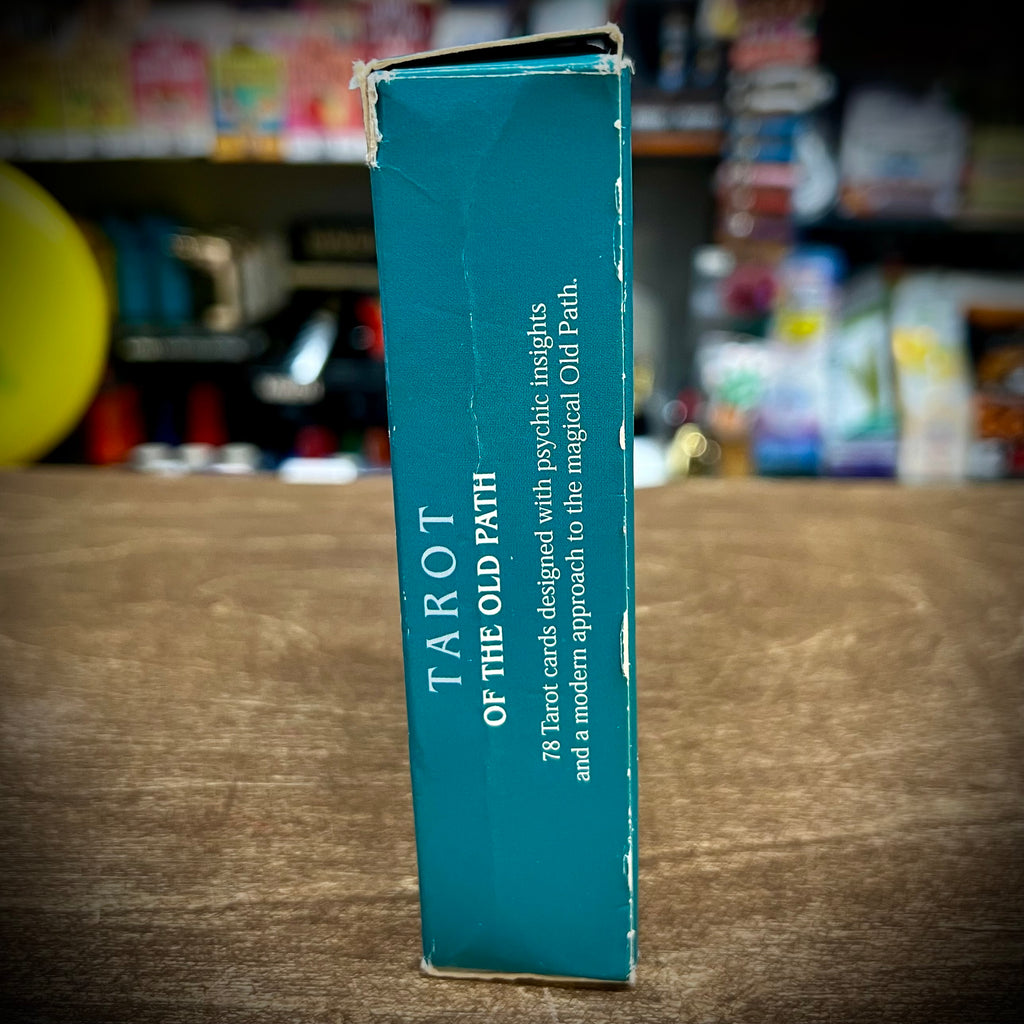 TAROT
OF THE OLD PATH
78 Tarot cards designed with psychic insights
and a modern approach to the magical Old Path.